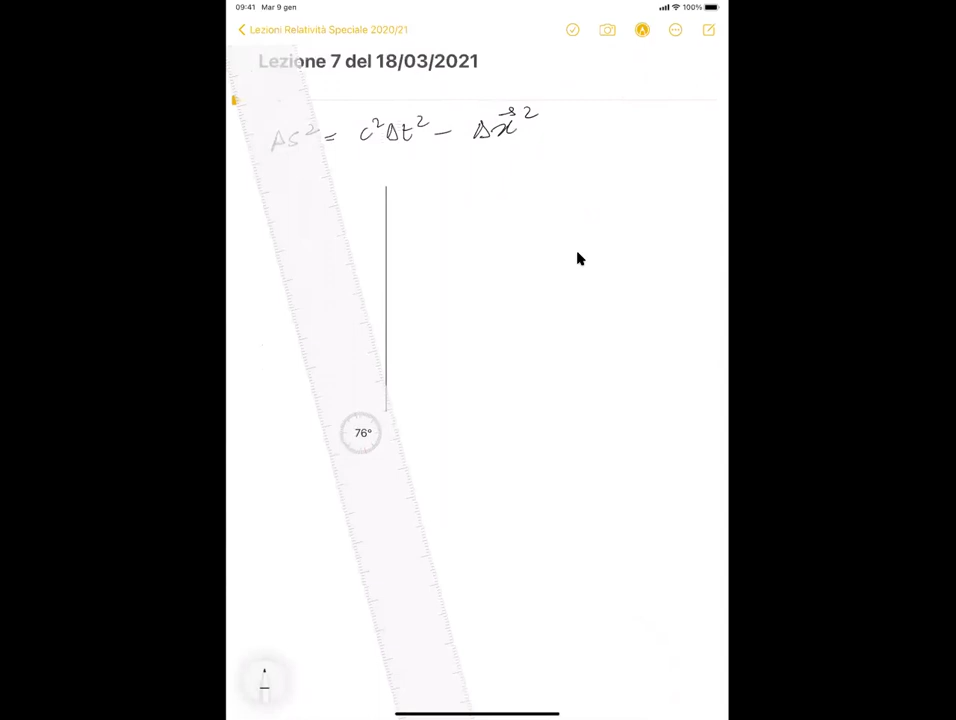 09:41 Mar 9 gen 100%
Lezioni Relatività Speciale 2020/21
Lezione 7 del 18/03/2021
Δs² = c²Δt² − Δx⃗²
76°